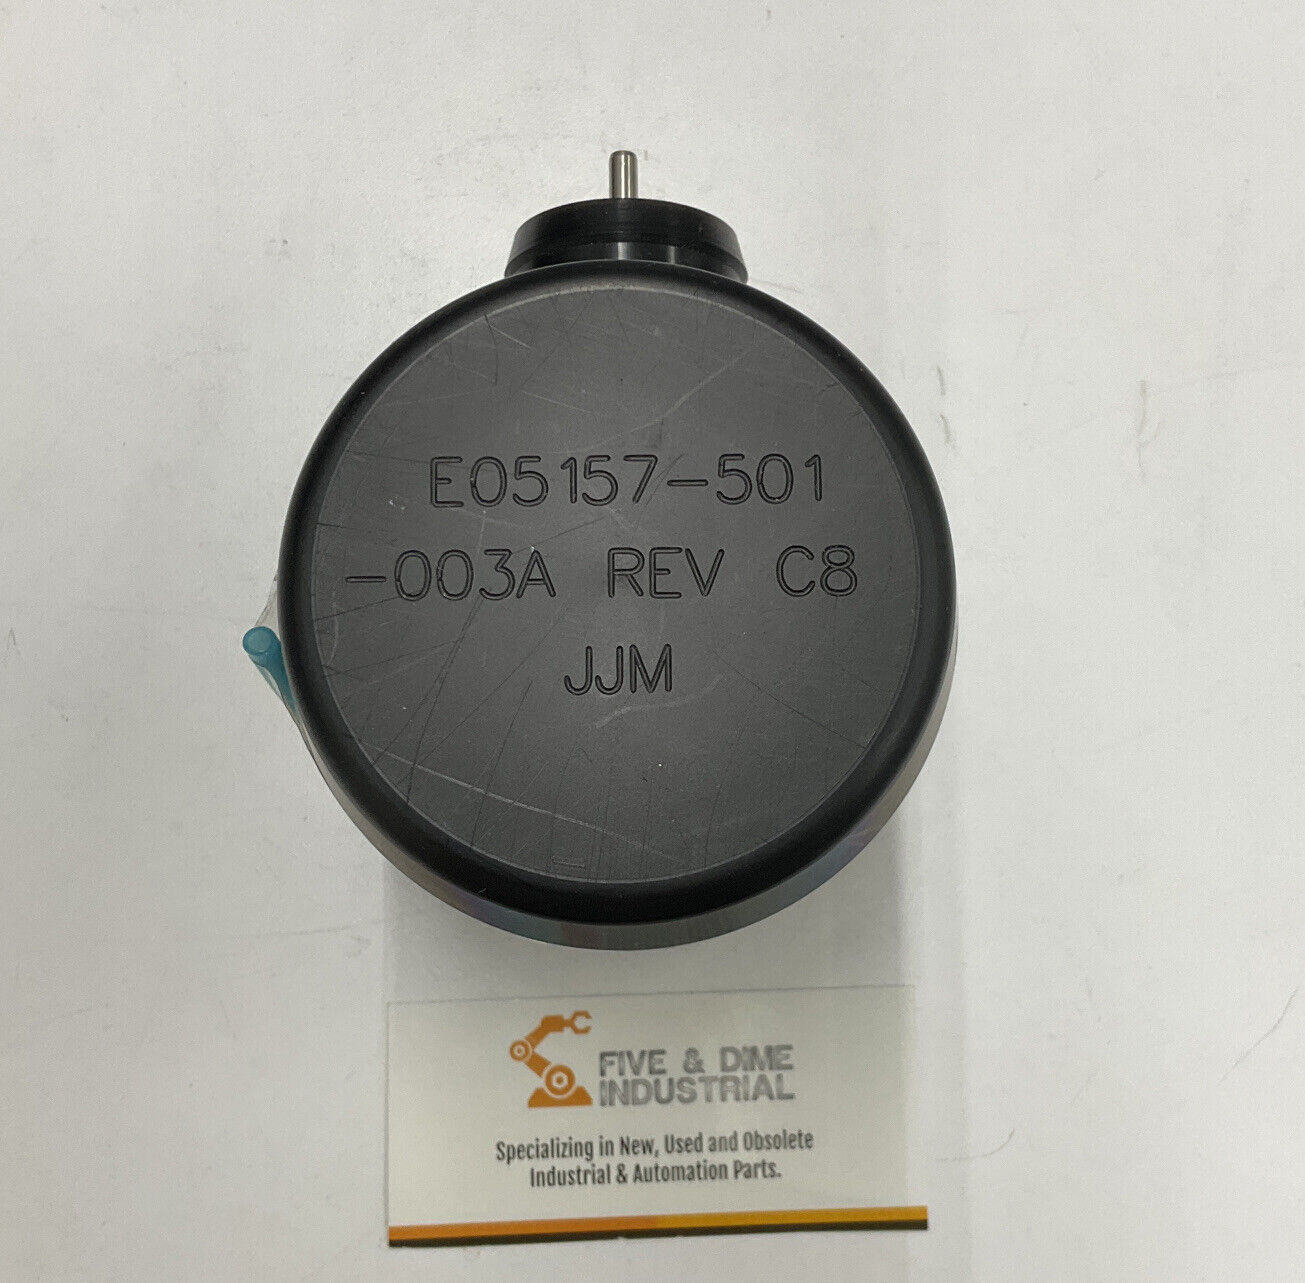 E05157-501
-003A REV C8
JJM
FIVE & DIME
INDUSTRIAL
Specializing in New, Used and Obsolete
Industrial & Automation Parts.